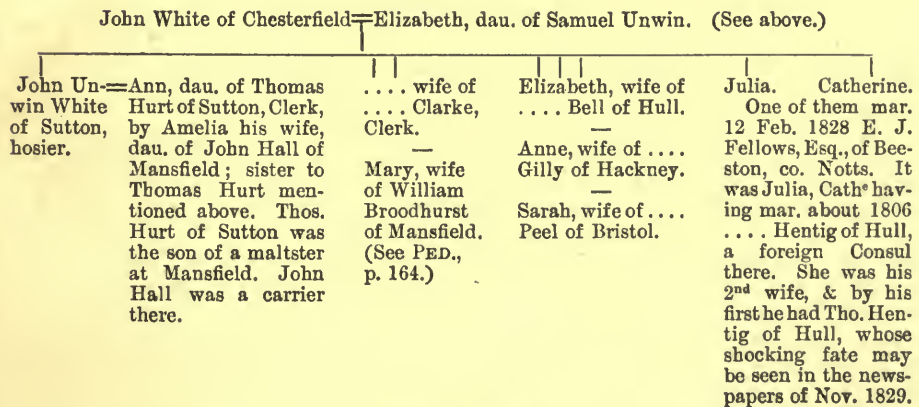 John White of Chesterfield=Elizabeth, dau. of Samuel Unwin. (See above.)
John Un-=
win White
of Sutton,
hosier.
Ann, dau. of Thomas
Hurt of Sutton, Clerk,
by Amelia his wife,
dau. of John Hall of
Mansfield; sister to
Thomas Hurt men-
tioned above. Thos.
Hurt of Sutton was
the son of a maltster
at Mansfield. John
Hall was a carrier
there.
.... wife of
.... Clarke,
Clerk.
—
Mary, wife
of William
Broodhurst
of Mansfield.
(See PED.,
p. 164.)
Elizabeth, wife of
.... Bell of Hull.
—
Anne, wife of ....
Gilly of Hackney.
—
Sarah, wife of ....
Peel of Bristol.
Julia. Catherine.
One of them mar.
12 Feb. 1828 E. J.
Fellows, Esq., of Bee-
ston, co. Notts. It
was Julia, Cathᵉ hav-
ing mar. about 1806
.... Hentig of Hull,
a foreign Consul
there. She was his
2ⁿᵈ wife, & by his
first he had Tho. Hen-
tig of Hull, whose
shocking fate may
be seen in the news-
papers of Nov. 1829.